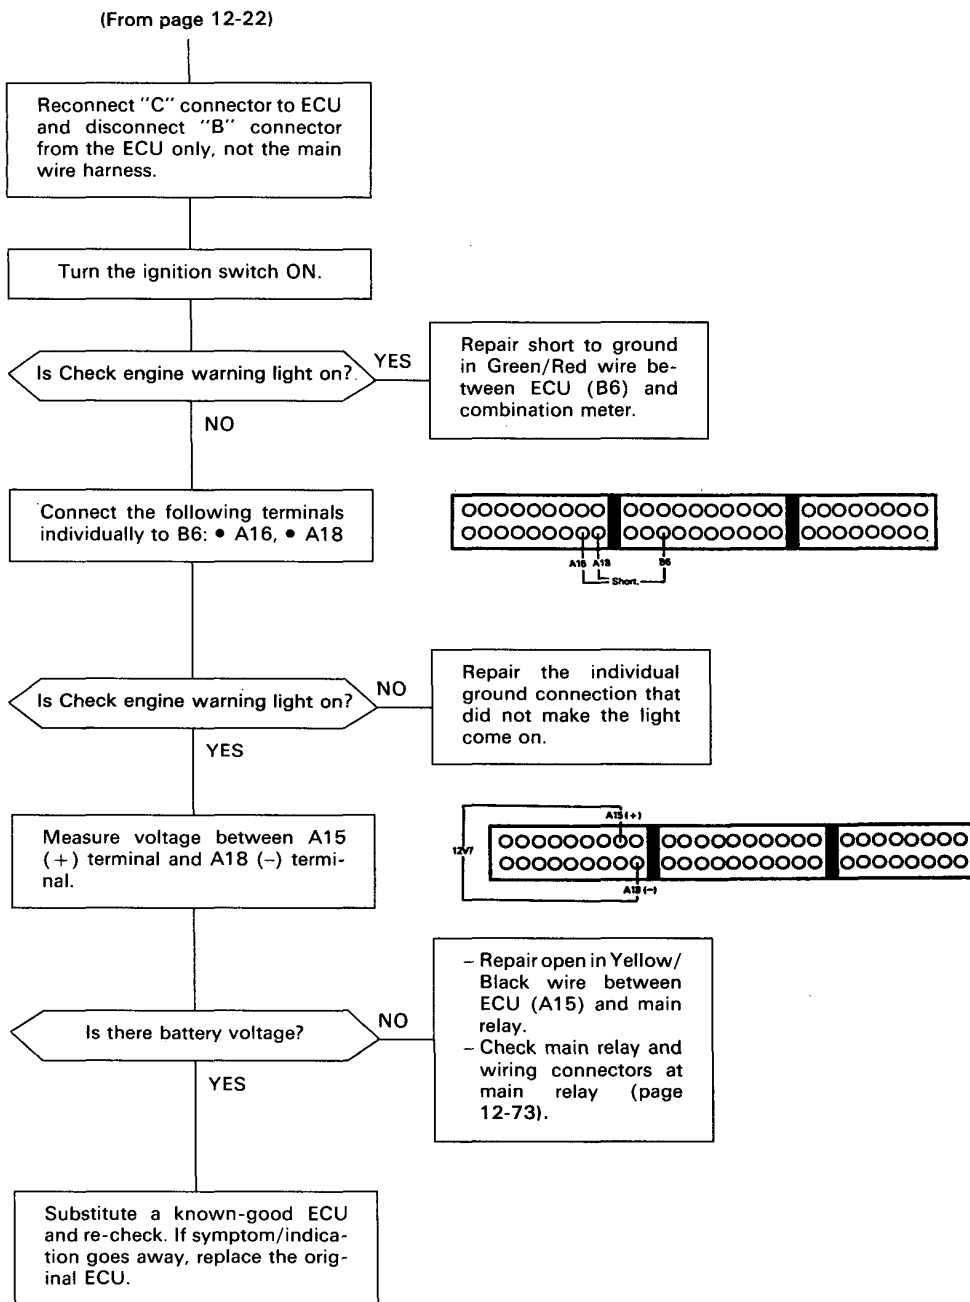 (From page 12-22)
Reconnect "C" connector to ECU
and disconnect "B" connector
from the ECU only, not the main
wire harness.
Turn the ignition switch ON.
Is Check engine warning light on?
YES
Repair short to ground
in Green/Red wire be-
tween ECU (B6) and
combination meter.
NO
Connect the following terminals
individually to B6: • A16, • A18
A16 A18 B6
Short.
Is Check engine warning light on?
NO
Repair the individual
ground connection that
did not make the light
come on.
YES
Measure voltage between A15
(+) terminal and A18 (–) termi-
nal.
A15 (+)
12V?
A18 (–)
Is there battery voltage?
NO
– Repair open in Yellow/
Black wire between
ECU (A15) and main
relay.
– Check main relay and
wiring connectors at
main relay (page
12-73).
YES
Substitute a known-good ECU
and re-check. If symptom/indica-
tion goes away, replace the orig-
inal ECU.